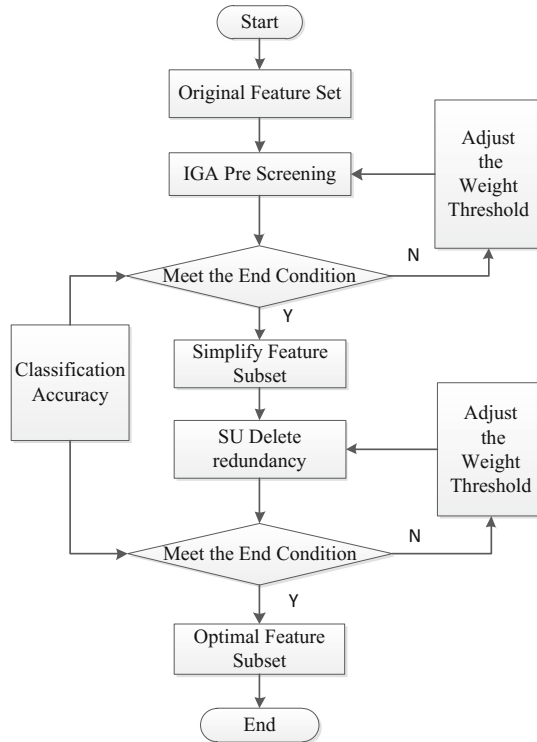 Start
Original Feature Set
IGA Pre Screening
Adjust
the
Weight
Threshold
Meet the End Condition
N
Y
Classification
Accuracy
Simplify Feature
Subset
SU Delete
redundancy
Adjust
the
Weight
Threshold
Meet the End Condition
N
Y
Optimal Feature
Subset
End